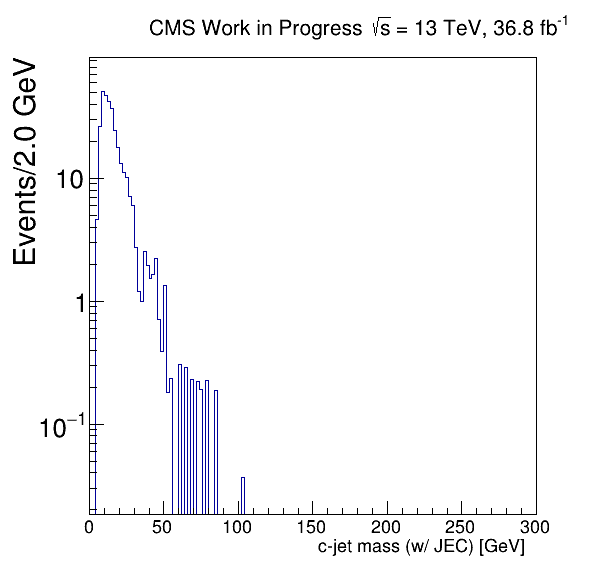 CMS Work in Progress √s = 13 TeV, 36.8 fb⁻¹
Events/2.0 GeV
10
1
10⁻¹
0 50 100 150 200 250 300
c-jet mass (w/ JEC) [GeV]